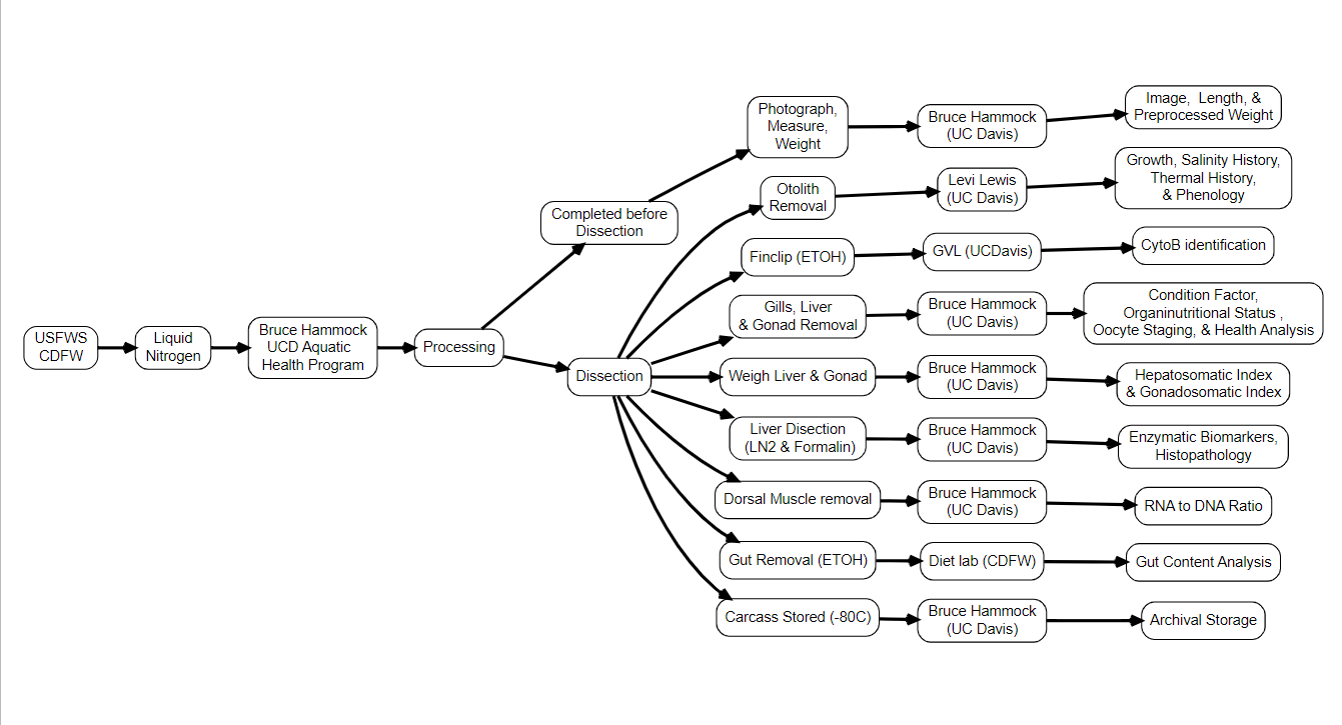 USFWS
CDFW
Liquid
Nitrogen
Bruce Hammock
UCD Aquatic
Health Program
Processing
Completed before
Dissection
Dissection
Photograph,
Measure,
Weight
Bruce Hammock
(UC Davis)
Image, Length, &
Preprocessed Weight
Otolith
Removal
Levi Lewis
(UC Davis)
Growth, Salinity History,
Thermal History,
& Phenology
Finclip (ETOH)
GVL (UCDavis)
CytoB identification
Gills, Liver
& Gonad Removal
Bruce Hammock
(UC Davis)
Condition Factor,
Organinutritional Status ,
Oocyte Staging, & Health Analysis
Weigh Liver & Gonad
Bruce Hammock
(UC Davis)
Hepatosomatic Index
& Gonadosomatic Index
Liver Disection
(LN2 & Formalin)
Bruce Hammock
(UC Davis)
Enzymatic Biomarkers,
Histopathology
Dorsal Muscle removal
Bruce Hammock
(UC Davis)
RNA to DNA Ratio
Gut Removal (ETOH)
Diet lab (CDFW)
Gut Content Analysis
Carcass Stored (-80C)
Bruce Hammock
(UC Davis)
Archival Storage